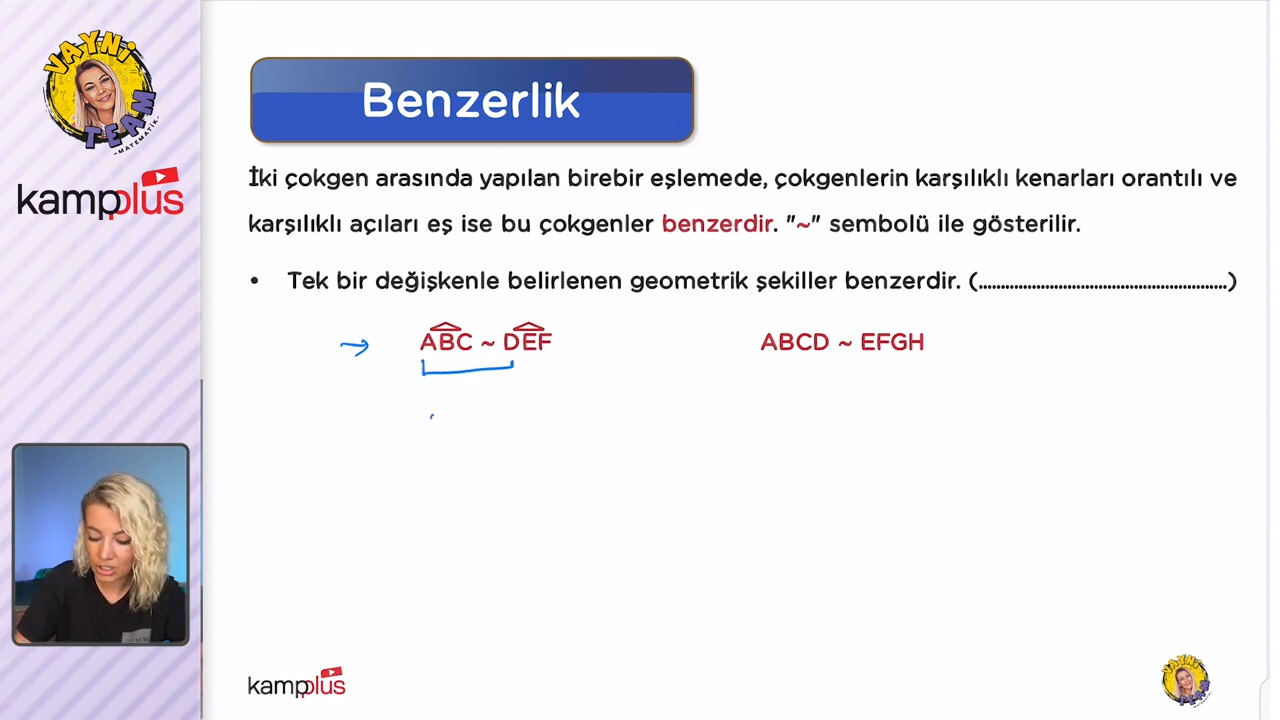 VAYNİ
TEAM
-MATEMATİK-
kampplus
Benzerlik
İki çokgen arasında yapılan birebir eşlemede, çokgenlerin karşılıklı kenarları orantılı ve
karşılıklı açıları eş ise bu çokgenler benzerdir. "~" sembolü ile gösterilir.
• Tek bir değişkenle belirlenen geometrik şekiller benzerdir. (........................................................)
→ ABC ~ DEF ABCD ~ EFGH
kampplus
VAYNİ
TEAM